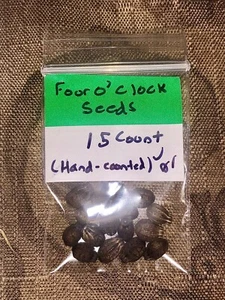 Four O'Clock
Seeds
15 Count
(Hand-counted)